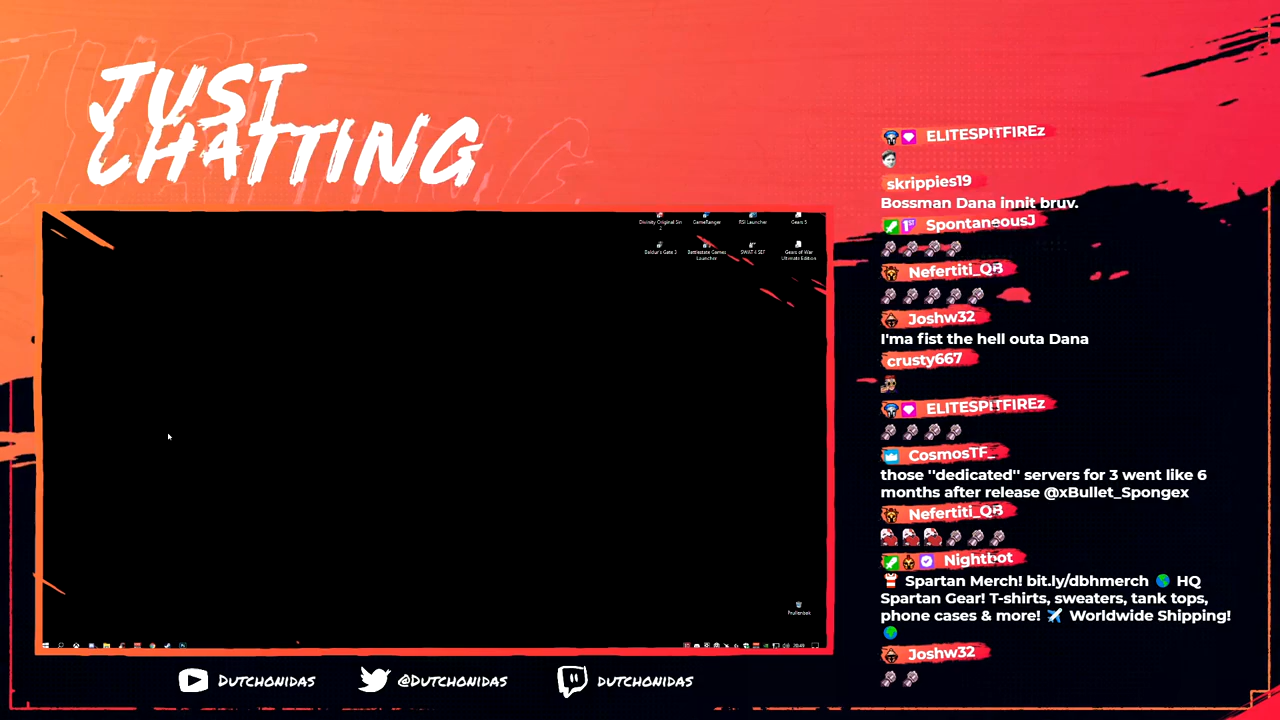 JUST
CHATTING
Divinity Original Sin 2
GameRanger
RSI Launcher
Gears 5
Baldur's Gate 3
Battlestate Games Launcher
SWAT 4 SEF
Gears of War Ultimate Edition
Prullenbak
20:49
DUTCHONIDAS
@DUTCHONIDAS
DUTCHONIDAS
ELITESPITFIREz
skrippies19
Bossman Dana innit bruv.
SpontaneousJ
Nefertiti_QB
Joshw32
I'ma fist the hell outa Dana
crusty667
ELITESPITFIREz
CosmosTF_
those "dedicated" servers for 3 went like 6
months after release @xBullet_Spongex
Nefertiti_QB
Nightbot
Spartan Merch! bit.ly/dbhmerch 🌎 HQ
Spartan Gear! T-shirts, sweaters, tank tops,
phone cases & more! ✈️ Worldwide Shipping!
Joshw32